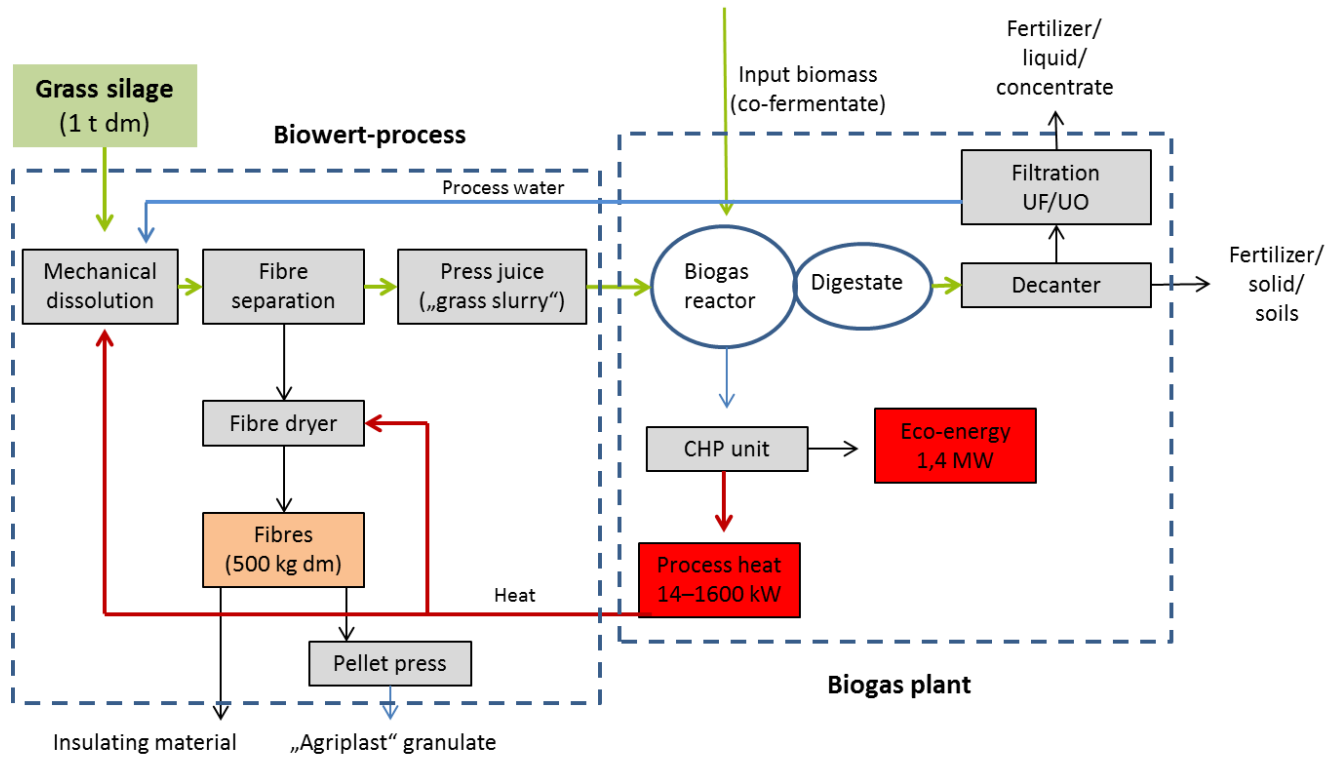 Fertilizer/
liquid/
concentrate
Input biomass
(co-fermentate)
Grass silage
(1 t dm)
Biowert-process
Process water
Filtration
UF/UO
Mechanical
dissolution
Fibre
separation
Press juice
(„grass slurry“)
Biogas
reactor
Digestate
Decanter
Fertilizer/
solid/
soils
Fibre dryer
CHP unit
Eco-energy
1,4 MW
Fibres
(500 kg dm)
Process heat
14–1600 kW
Heat
Pellet press
Biogas plant
Insulating material
„Agriplast“ granulate